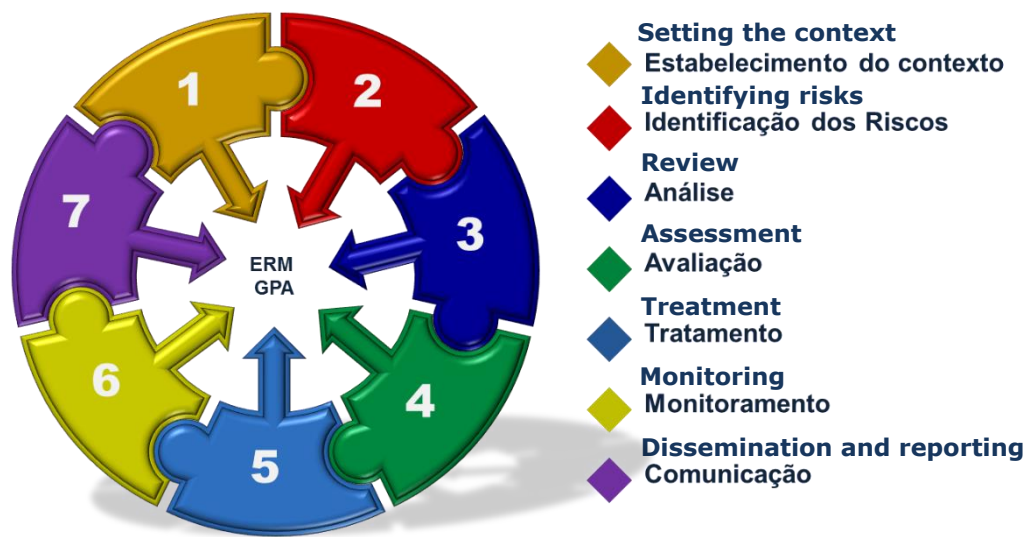 1
2
3
4
5
6
7
ERM
GPA
Setting the context
Estabelecimento do contexto
Identifying risks
Identificação dos Riscos
Review
Análise
Assessment
Avaliação
Treatment
Tratamento
Monitoring
Monitoramento
Dissemination and reporting
Comunicação